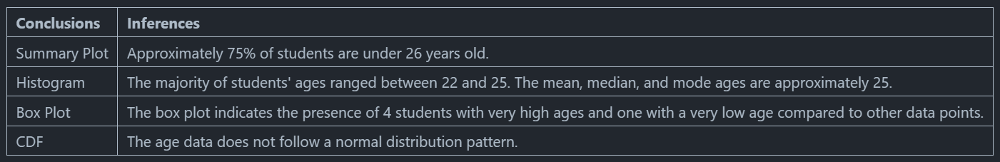 Conclusions Inferences
Summary Plot Approximately 75% of students are under 26 years old.
Histogram The majority of students' ages ranged between 22 and 25. The mean, median, and mode ages are approximately 25.
Box Plot The box plot indicates the presence of 4 students with very high ages and one with a very low age compared to other data points.
CDF The age data does not follow a normal distribution pattern.